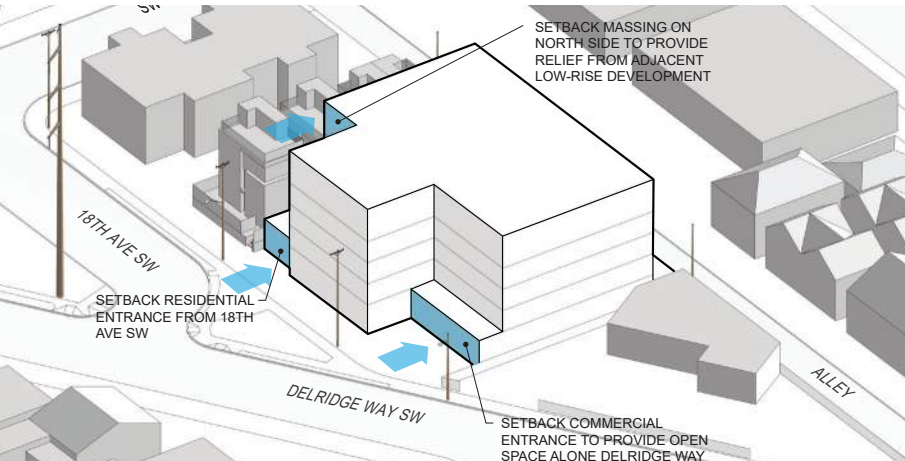 SW
SETBACK MASSING ON
NORTH SIDE TO PROVIDE
RELIEF FROM ADJACENT
LOW-RISE DEVELOPMENT
18TH AVE SW
SETBACK RESIDENTIAL
ENTRANCE FROM 18TH
AVE SW
DELRIDGE WAY SW
ALLEY
SETBACK COMMERCIAL
ENTRANCE TO PROVIDE OPEN
SPACE ALONE DELRIDGE WAY